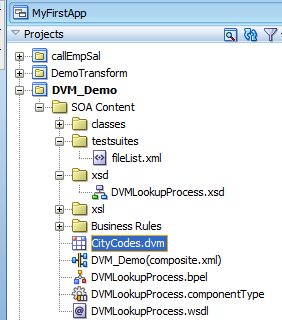 MyFirstApp
Projects
callEmpSal
DemoTransform
DVM_Demo
SOA Content
classes
testsuites
fileList.xml
xsd
DVMLookupProcess.xsd
xsl
Business Rules
CityCodes.dvm
DVM_Demo(composite.xml)
DVMLookupProcess.bpel
DVMLookupProcess.componentType
DVMLookupProcess.wsdl